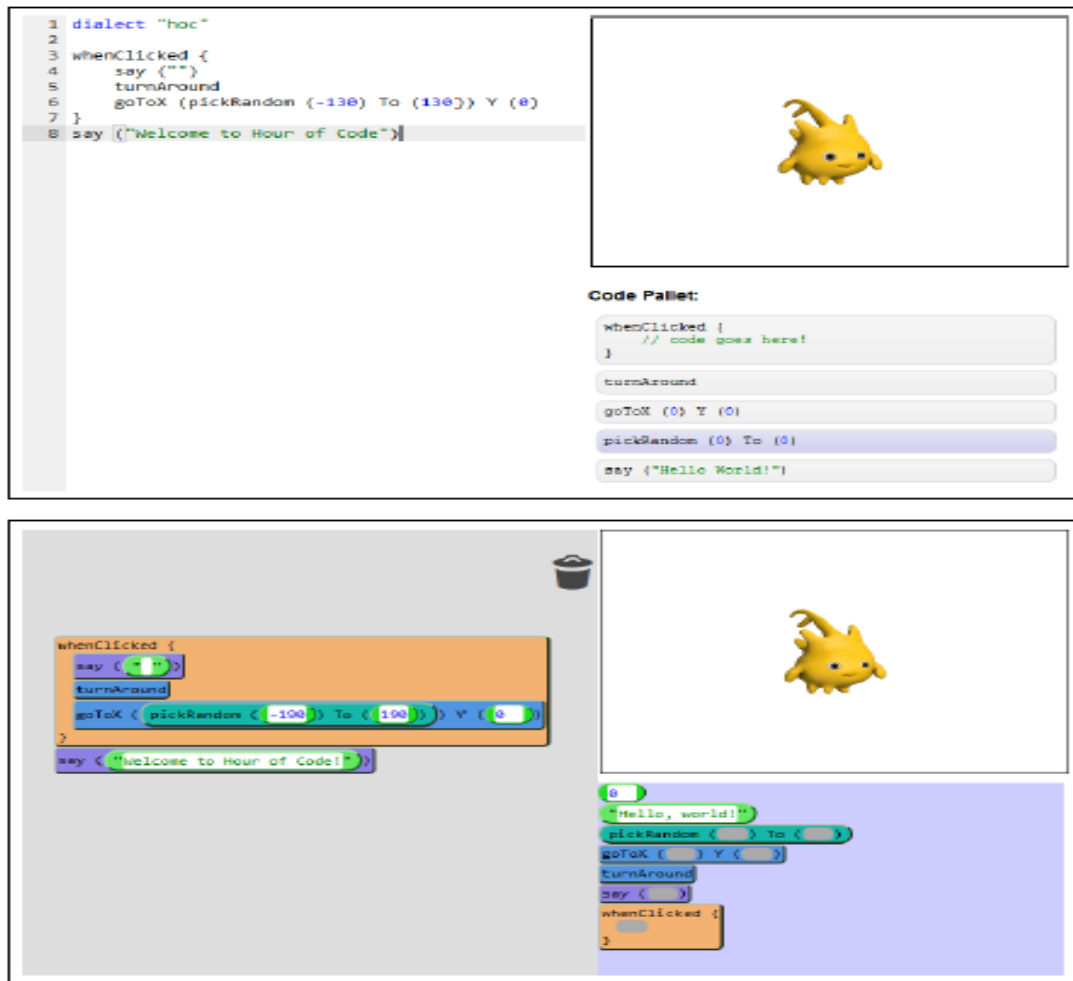 1 dialect "hoc"
2
3 whenClicked {
4 say ("")
5 turnAround
6 goToX (pickRandom (-130) To (130)) Y (0)
7 }
8 say ("Welcome to Hour of Code")
Code Pallet:
whenClicked {
// code goes here!
}
turnAround
goToX (0) Y (0)
pickRandom (0) To (0)
say ("Hello World!")
whenClicked {
say (" ")
turnAround
goToX (pickRandom (-190) To (190)) Y (0)
}
say ("Welcome to Hour of Code!")
0
"Hello, world!"
pickRandom ( ) To ( )
goToX ( ) Y ( )
turnAround
say ( )
whenClicked {
}